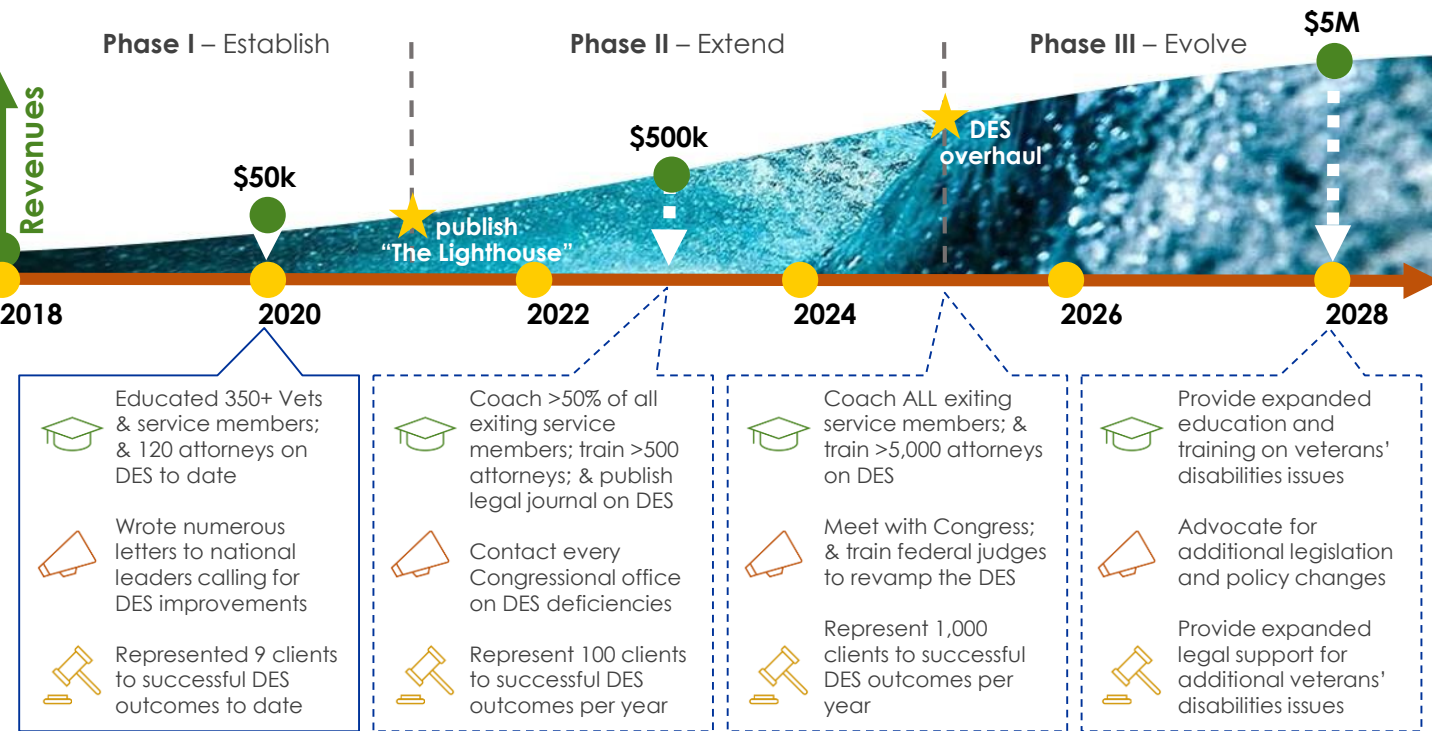 Phase I – Establish
Phase II – Extend
Phase III – Evolve
$5M
Revenues
$50k
$500k
DES
overhaul
publish
“The Lighthouse”
2018
2020
2022
2024
2026
2028
Educated 350+ Vets
& service members;
& 120 attorneys on
DES to date
Wrote numerous
letters to national
leaders calling for
DES improvements
Represented 9 clients
to successful DES
outcomes to date
Coach >50% of all
exiting service
members; train >500
attorneys; & publish
legal journal on DES
Contact every
Congressional office
on DES deficiencies
Represent 100 clients
to successful DES
outcomes per year
Coach ALL exiting
service members; &
train >5,000 attorneys
on DES
Meet with Congress;
& train federal judges
to revamp the DES
Represent 1,000
clients to successful
DES outcomes per
year
Provide expanded
education and
training on veterans’
disabilities issues
Advocate for
additional legislation
and policy changes
Provide expanded
legal support for
additional veterans’
disabilities issues